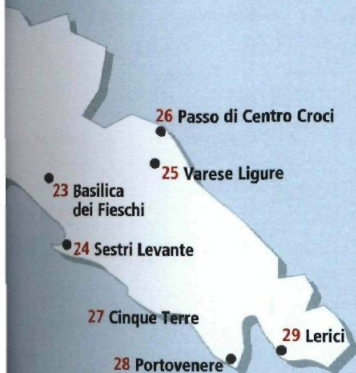 26 Passo di Centro Croci
25 Varese Ligure
23 Basilica
dei Fieschi
24 Sestri Levante
27 Cinque Terre
29 Lerici
28 Portovenere